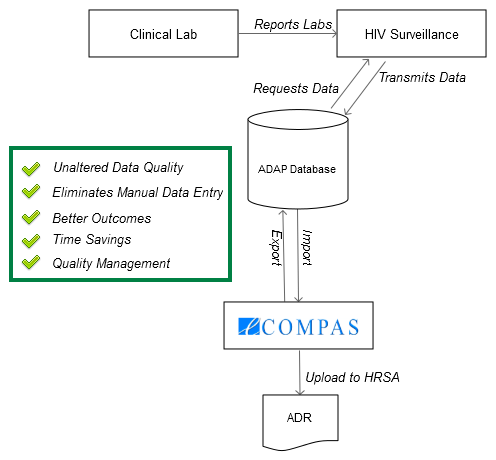 Clinical Lab
Reports Labs
HIV Surveillance
Requests Data
Transmits Data
ADAP Database
Unaltered Data Quality
Eliminates Manual Data Entry
Better Outcomes
Time Savings
Quality Management
Export
Import
eCOMPAS
Upload to HRSA
ADR